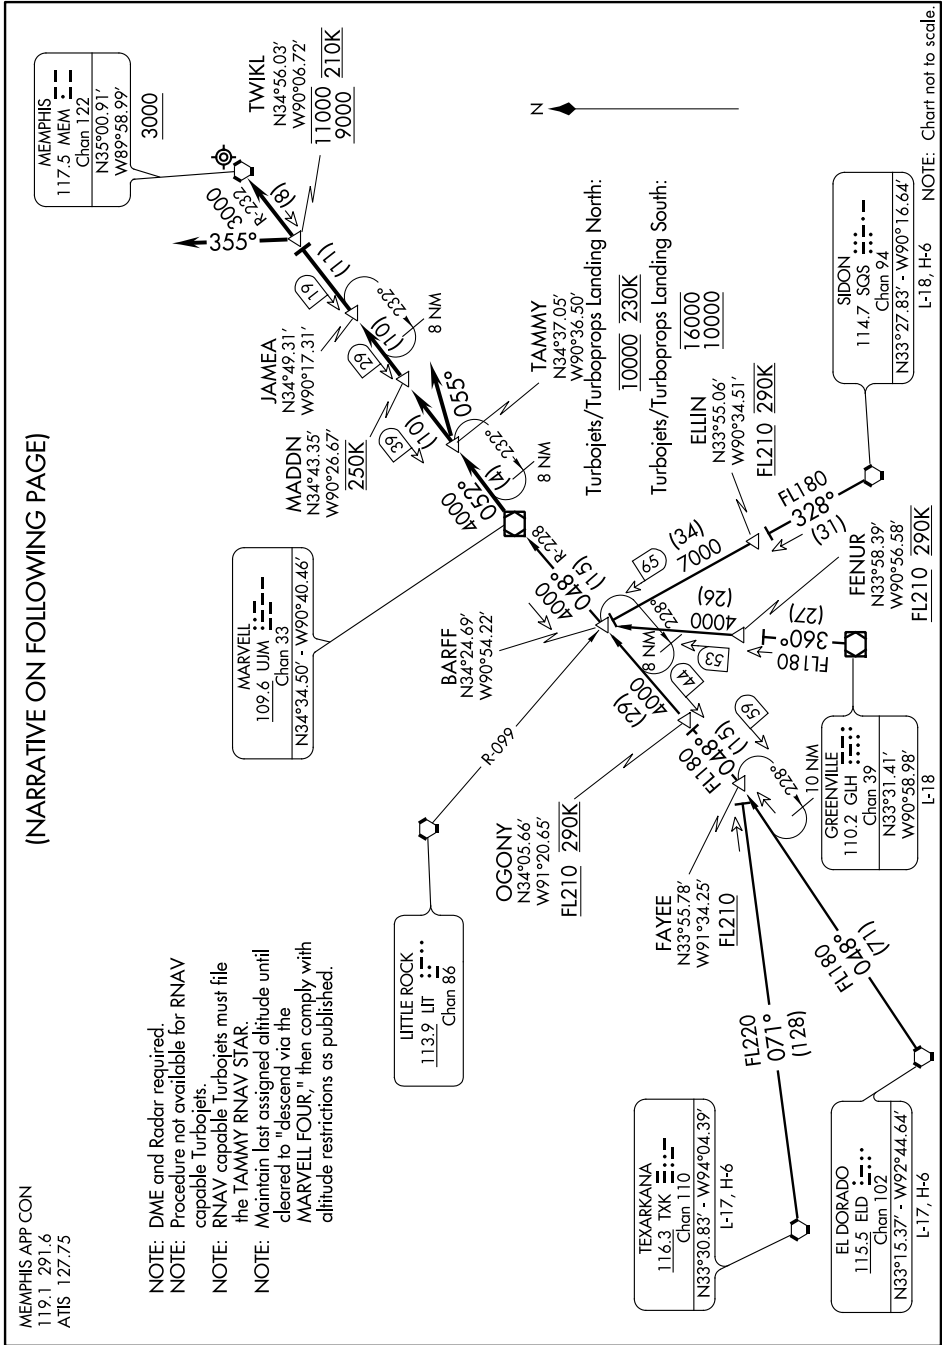 (NARRATIVE ON FOLLOWING PAGE)
MEMPHIS APP CON
119.1 291.6
ATIS 127.75
NOTE: DME and Radar required.
NOTE: Procedure not available for RNAV
capable Turbojets.
NOTE: RNAV capable Turbojets must file
the TAMMY RNAV STAR.
NOTE: Maintain last assigned altitude until
cleared to "descend via the
MARVELL FOUR," then comply with
altitude restrictions as published.
MEMPHIS
117.5 MEM
Chan 122
N35°00.91'
W89°58.99'
3000
TWIKL
N34°56.03'
W90°06.72'
11000 210K
9000
3000
R-232
(8)
355°
(11)
19
JAMEA
N34°49.31'
W90°17.31'
232°
8 NM
(10)
29
MADDN
N34°43.35'
W90°26.67'
250K
(10)
39
055°
TAMMY
N34°37.05'
W90°36.50'
Turbojets/Turboprops Landing North:
10000 230K
Turbojets/Turboprops Landing South:
16000
10000
232°
8 NM
4000
052°
(4)
MARVELL
109.6 UJM
Chan 33
N34°34.50' - W90°40.46'
R-228
4000
048°
(15)
BARFF
N34°24.69'
W90°54.22'
R-099
LITTLE ROCK
113.9 LIT
Chan 86
228°
8 NM
65
(34)
7000
ELLIN
N33°55.06'
W90°34.51'
FL210 290K
FL180
328°
(31)
SIDON
114.7 SQS
Chan 94
N33°27.83' - W90°16.64'
L-18, H-6
4000
(26)
53
FENUR
N33°58.39'
W90°56.58'
FL210 290K
(27)
360°
FL180
GREENVILLE
110.2 GLH
Chan 39
N33°31.41'
W90°58.98'
L-18
4000
(29)
44
OGONY
N34°05.66'
W91°20.65'
FL210 290K
FL180
048°
(15)
59
228°
10 NM
FAYEE
N33°55.78'
W91°34.25'
FL210
FL220
071°
(128)
FL180
048°
(71)
TEXARKANA
116.3 TXK
Chan 110
N33°30.83' - W94°04.39'
L-17, H-6
EL DORADO
115.5 ELD
Chan 102
N33°15.37' - W92°44.64'
L-17, H-6
N
NOTE: Chart not to scale.